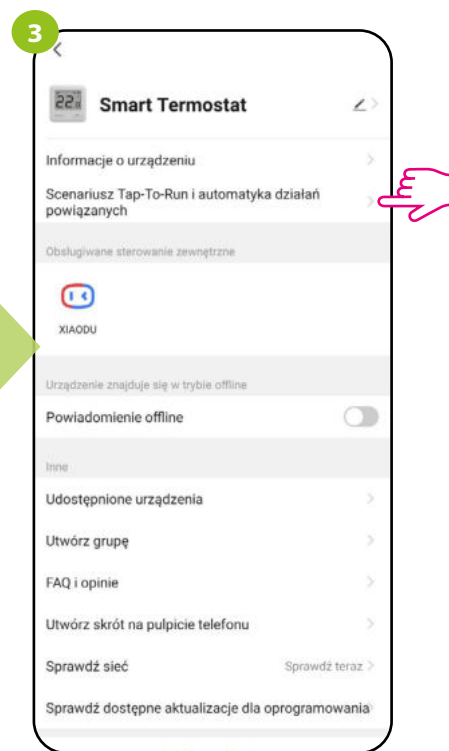 3
Smart Termostat
Informacje o urządzeniu
Scenariusz Tap-To-Run i automatyka działań
powiązanych
Obsługiwane sterowanie zewnętrzne
XIAODU
Urządzenie znajduje się w trybie offline
Powiadomienie offline
Inne
Udostępnione urządzenia
Utwórz grupę
FAQ i opinie
Utwórz skrót na pulpicie telefonu
Sprawdź sieć Sprawdź teraz
Sprawdź dostępne aktualizacje dla oprogramowania